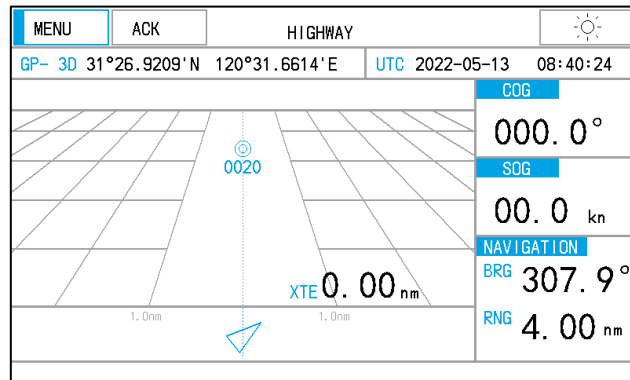 MENU ACK HIGHWAY
GP- 3D 31°26.9209'N 120°31.6614'E UTC 2022-05-13 08:40:24
COG
000.0°
SOG
00.0 kn
NAVIGATION
BRG 307.9°
RNG 4.00 nm
0020
XTE 0.00 nm
1.0nm 1.0nm